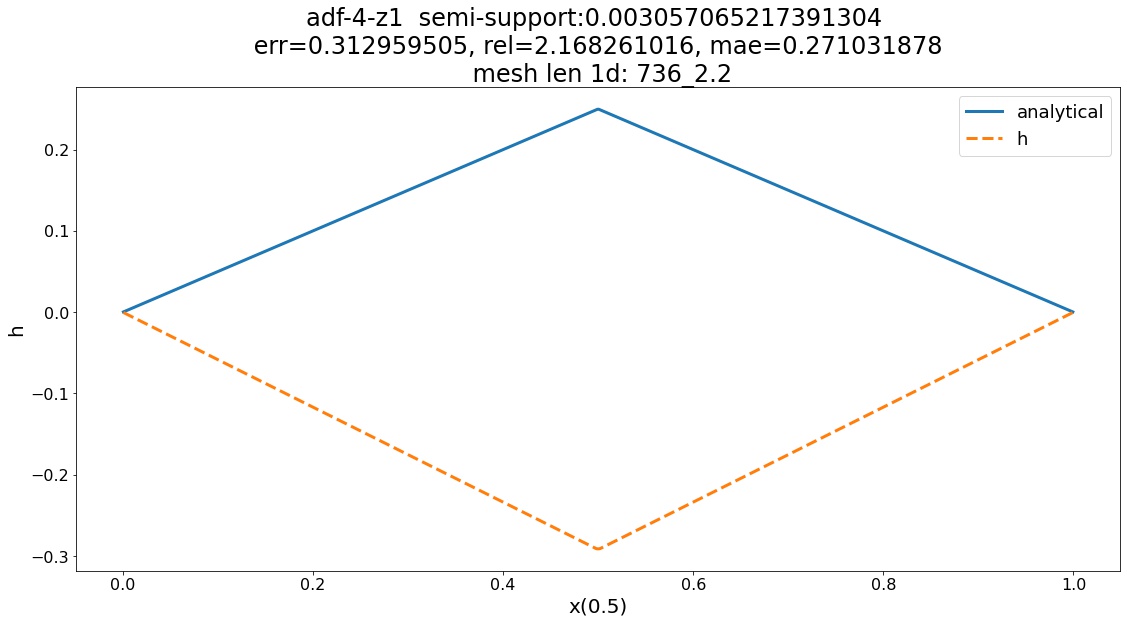 adf-4-z1  semi-support:0.003057065217391304
err=0.312959505, rel=2.168261016, mae=0.271031878
mesh len 1d: 736_2.2
analytical
h
0.2
0.1
0.0
−0.1
−0.2
−0.3
h
0.0 0.2 0.4 0.6 0.8 1.0
x(0.5)